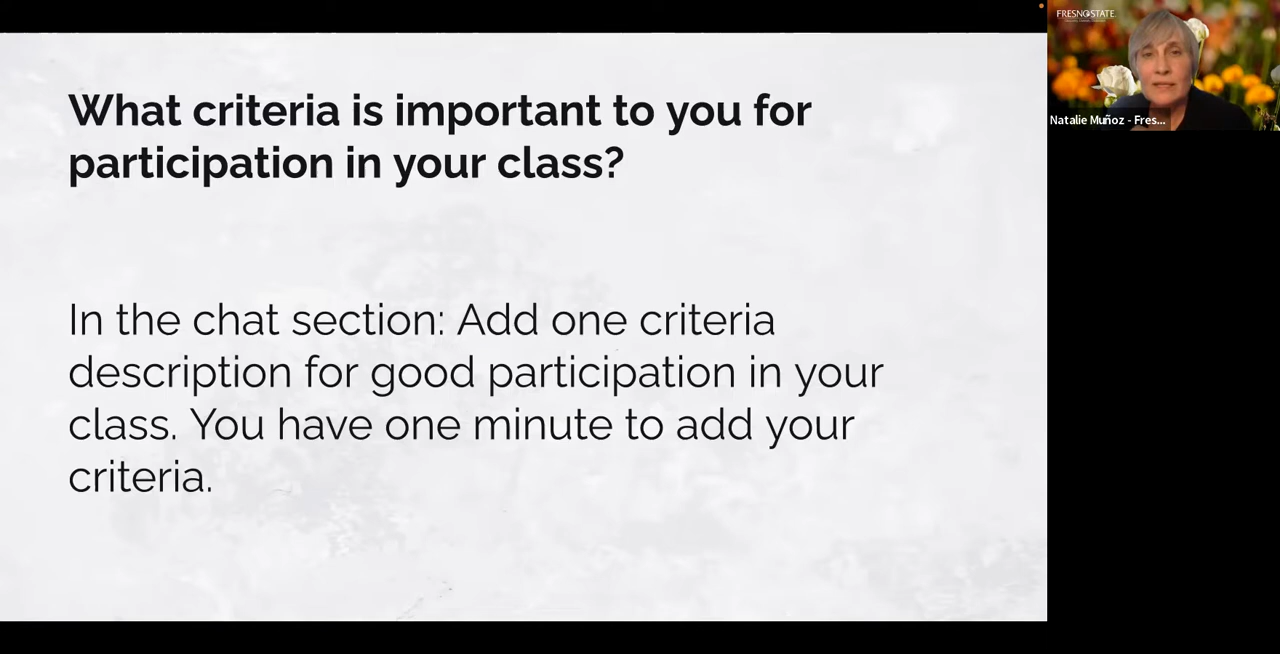 What criteria is important to you for
participation in your class?
In the chat section: Add one criteria
description for good participation in your
class. You have one minute to add your
criteria.
FRESNO STATE
Natalie Muñoz - Fres...